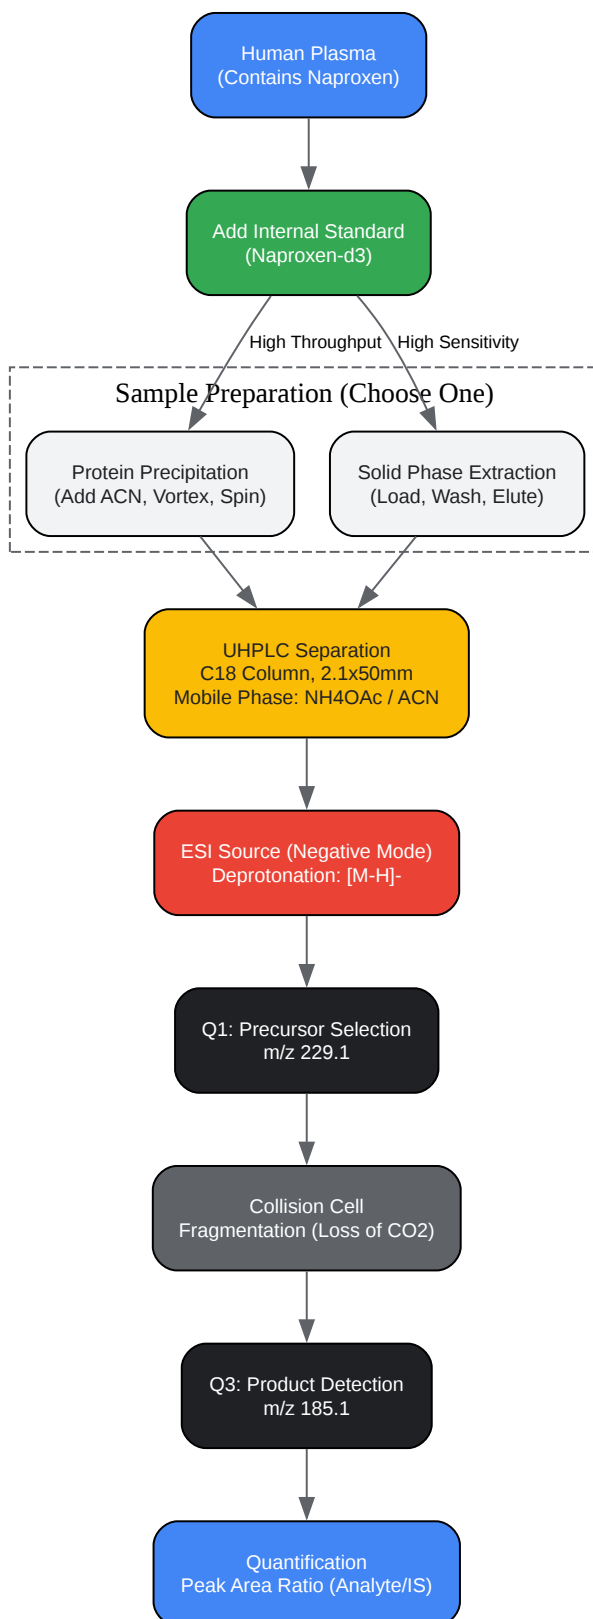 Human Plasma
(Contains Naproxen)
Add Internal Standard
(Naproxen-d3)
High Throughput
High Sensitivity
Sample Preparation (Choose One)
Protein Precipitation
(Add ACN, Vortex, Spin)
Solid Phase Extraction
(Load, Wash, Elute)
UHPLC Separation
C18 Column, 2.1x50mm
Mobile Phase: NH4OAc / ACN
ESI Source (Negative Mode)
Deprotonation: [M-H]-
Q1: Precursor Selection
m/z 229.1
Collision Cell
Fragmentation (Loss of CO2)
Q3: Product Detection
m/z 185.1
Quantification
Peak Area Ratio (Analyte/IS)